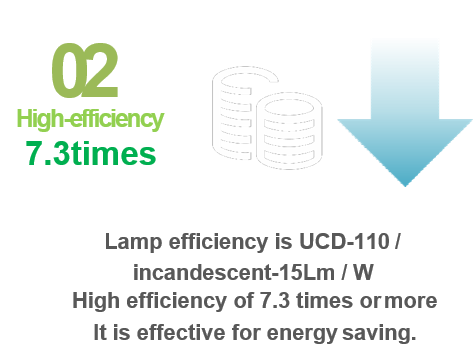 02
High-efficiency
7.3times
Lamp efficiency is UCD-110 /
incandescent-15Lm / W
High efficiency of 7.3 times or more
It is effective for energy saving.